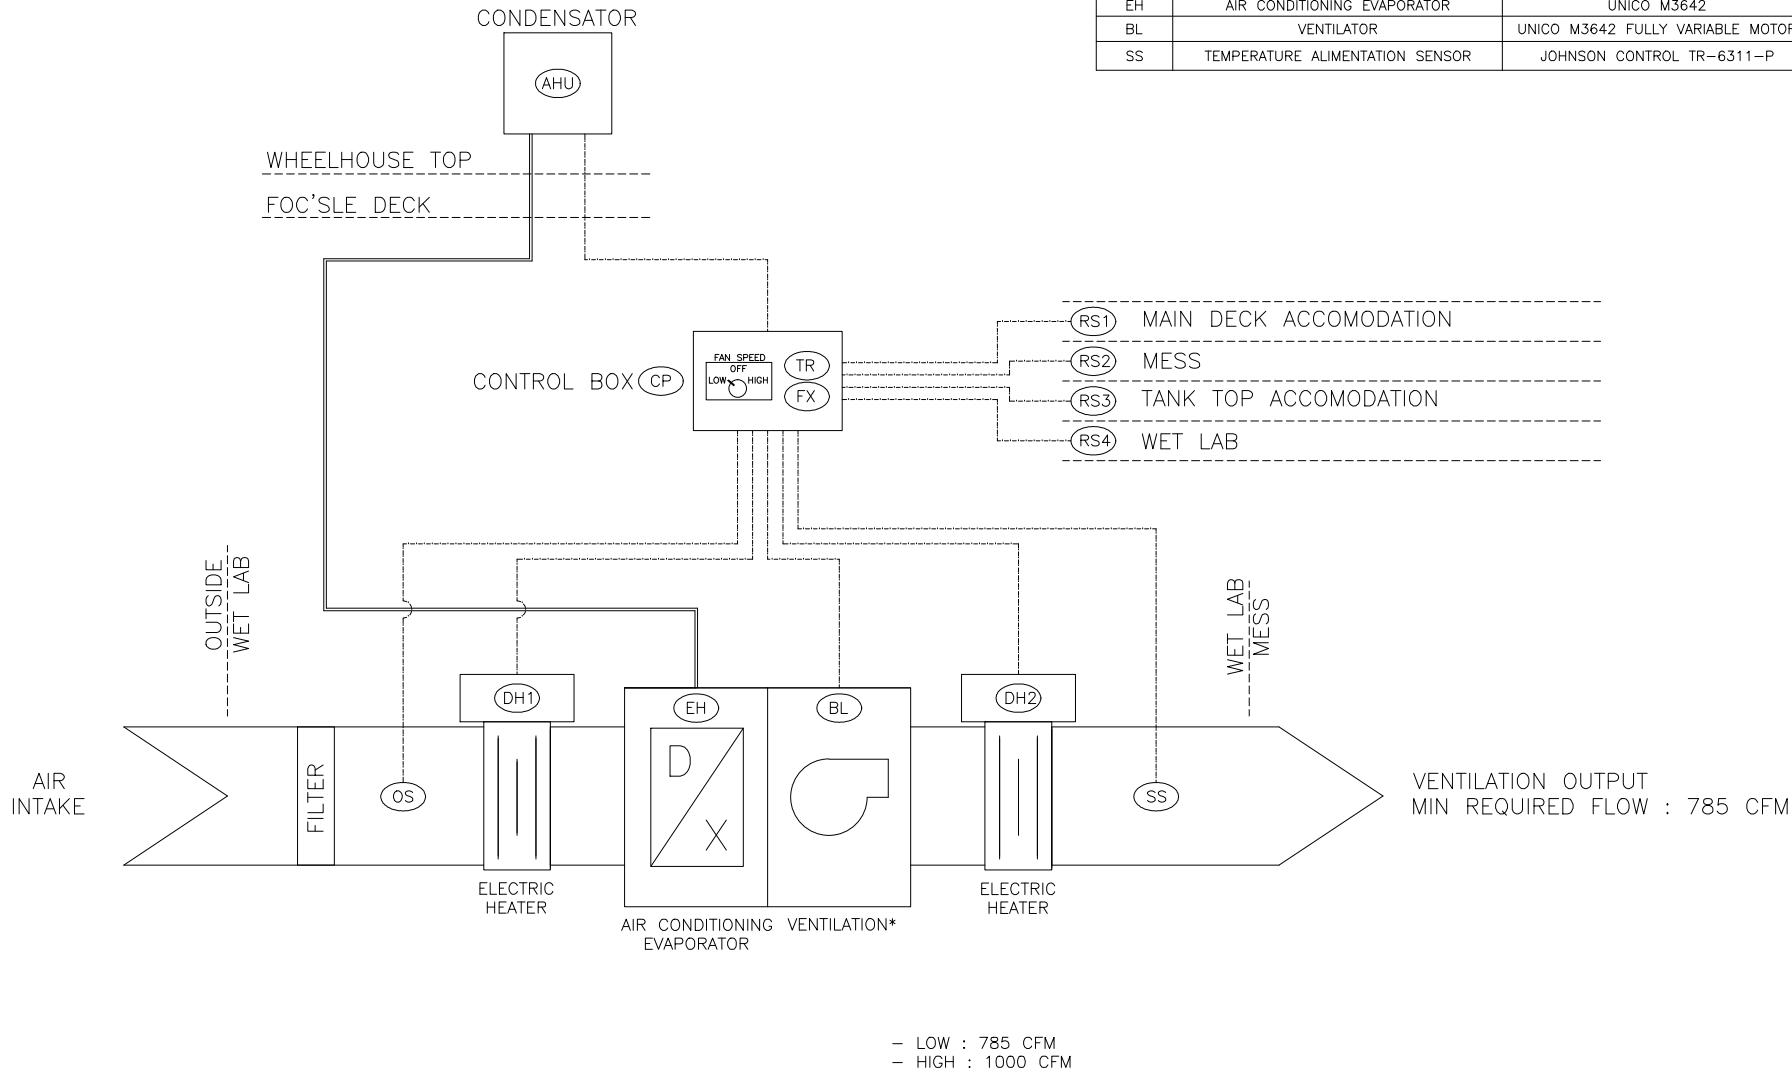 CONDENSATOR
EH AIR CONDITIONING EVAPORATOR UNICO M3642
BL VENTILATOR UNICO M3642 FULLY VARIABLE MOTOR
SS TEMPERATURE ALIMENTATION SENSOR JOHNSON CONTROL TR-6311-P
AHU
WHEELHOUSE TOP
FOC'SLE DECK
CONTROL BOX CP
FAN SPEED
OFF
LOW HIGH
TR
FX
RS1 MAIN DECK ACCOMODATION
RS2 MESS
RS3 TANK TOP ACCOMODATION
RS4 WET LAB
OUTSIDE
WET LAB
WET LAB
MESS
DH1
EH
BL
DH2
AIR
INTAKE
FILTER
OS
D
X
SS
VENTILATION OUTPUT
MIN REQUIRED FLOW : 785 CFM
ELECTRIC
HEATER
AIR CONDITIONING
EVAPORATOR
VENTILATION*
ELECTRIC
HEATER
- LOW : 785 CFM
- HIGH : 1000 CFM